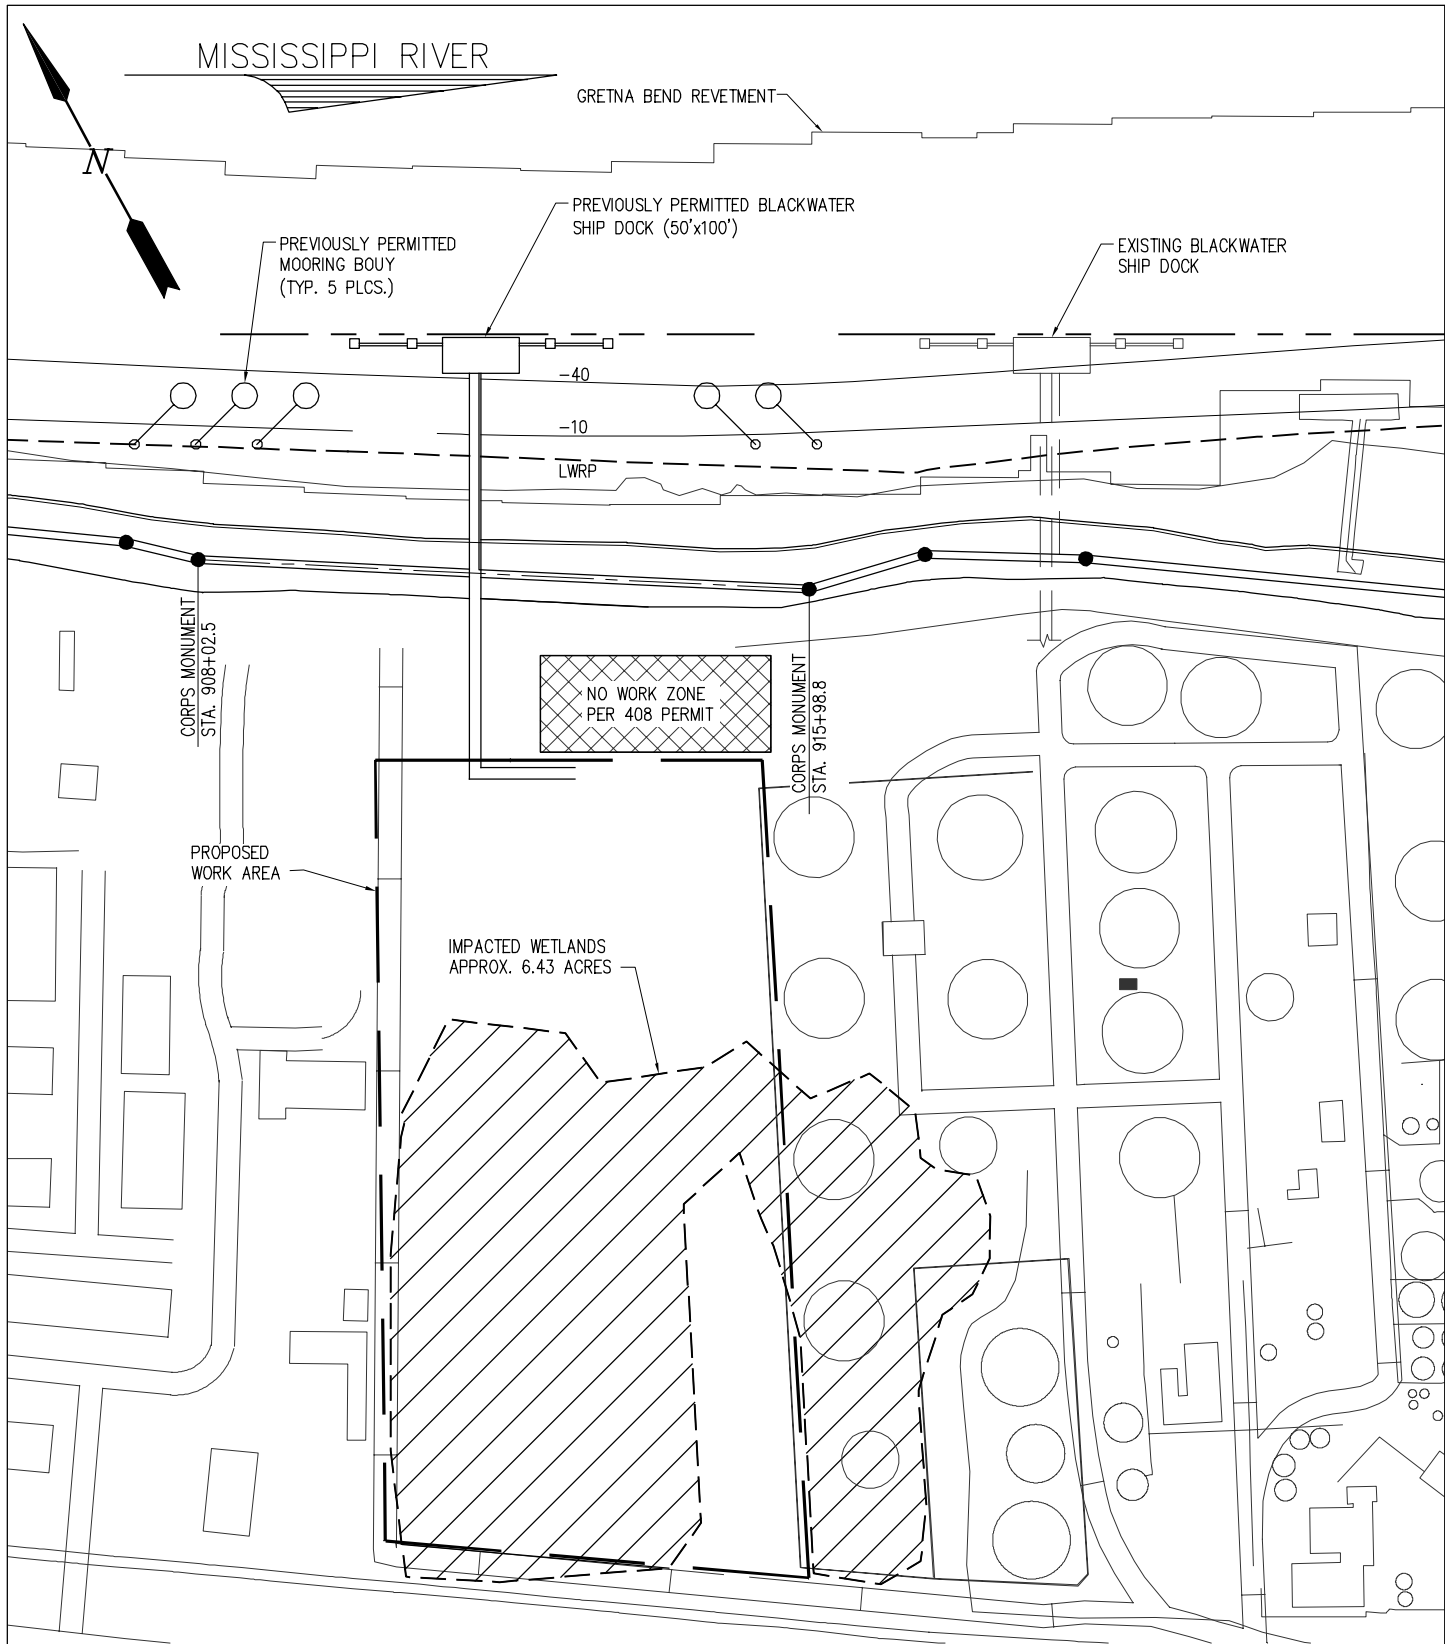 MISSISSIPPI RIVER
GRETNA BEND REVETMENT
N
PREVIOUSLY PERMITTED BLACKWATER
SHIP DOCK (50'x100')
PREVIOUSLY PERMITTED
MOORING BOUY
(TYP. 5 PLCS.)
EXISTING BLACKWATER
SHIP DOCK
-40
-10
LWRP
CORPS MONUMENT
STA. 908+02.5
NO WORK ZONE
PER 408 PERMIT
CORPS MONUMENT
STA. 915+98.8
PROPOSED
WORK AREA
IMPACTED WETLANDS
APPROX. 6.43 ACRES